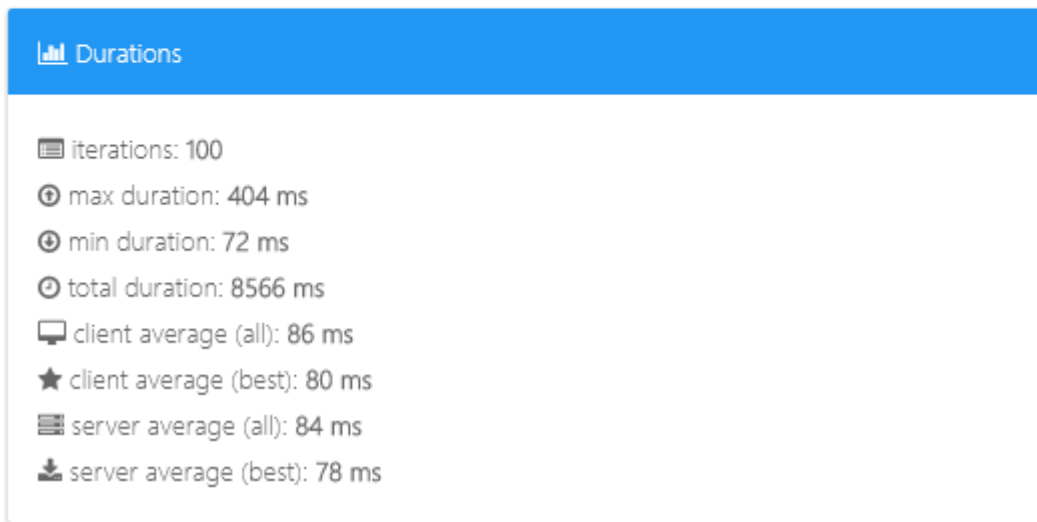 Durations
iterations: 100
max duration: 404 ms
min duration: 72 ms
total duration: 8566 ms
client average (all): 86 ms
client average (best): 80 ms
server average (all): 84 ms
server average (best): 78 ms